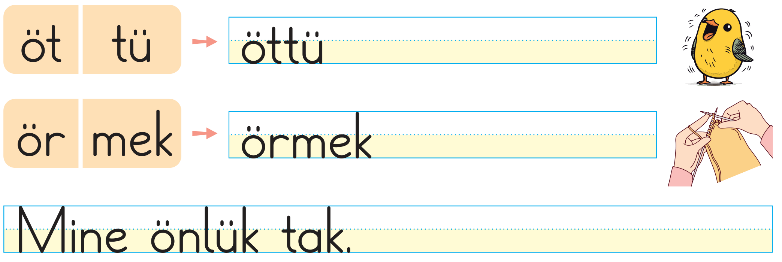 öt tü öttü
ör mek örmek
Mine önlük tak.